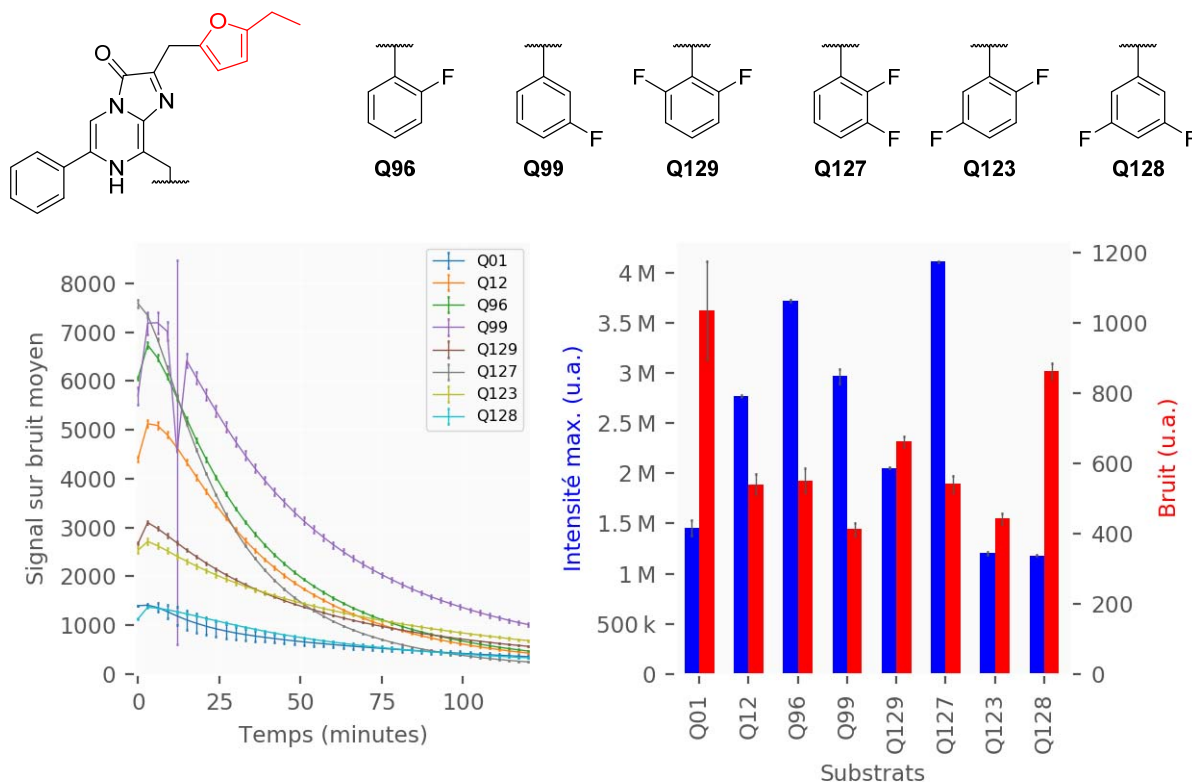 O
O
N
N
N
H
F
F
F
F
F
F
F
F
F
F
Q96
Q99
Q129
Q127
Q123
Q128
Signal sur bruit moyen
8000
7000
6000
5000
4000
3000
2000
1000
0
0
25
50
75
100
Temps (minutes)
Q01
Q12
Q96
Q99
Q129
Q127
Q123
Q128
Intensité max. (u.a.)
4 M
3.5 M
3 M
2.5 M
2 M
1.5 M
1 M
500 k
0
1200
1000
800
600
400
200
0
Bruit (u.a.)
Q01
Q12
Q96
Q99
Q129
Q127
Q123
Q128
Substrats